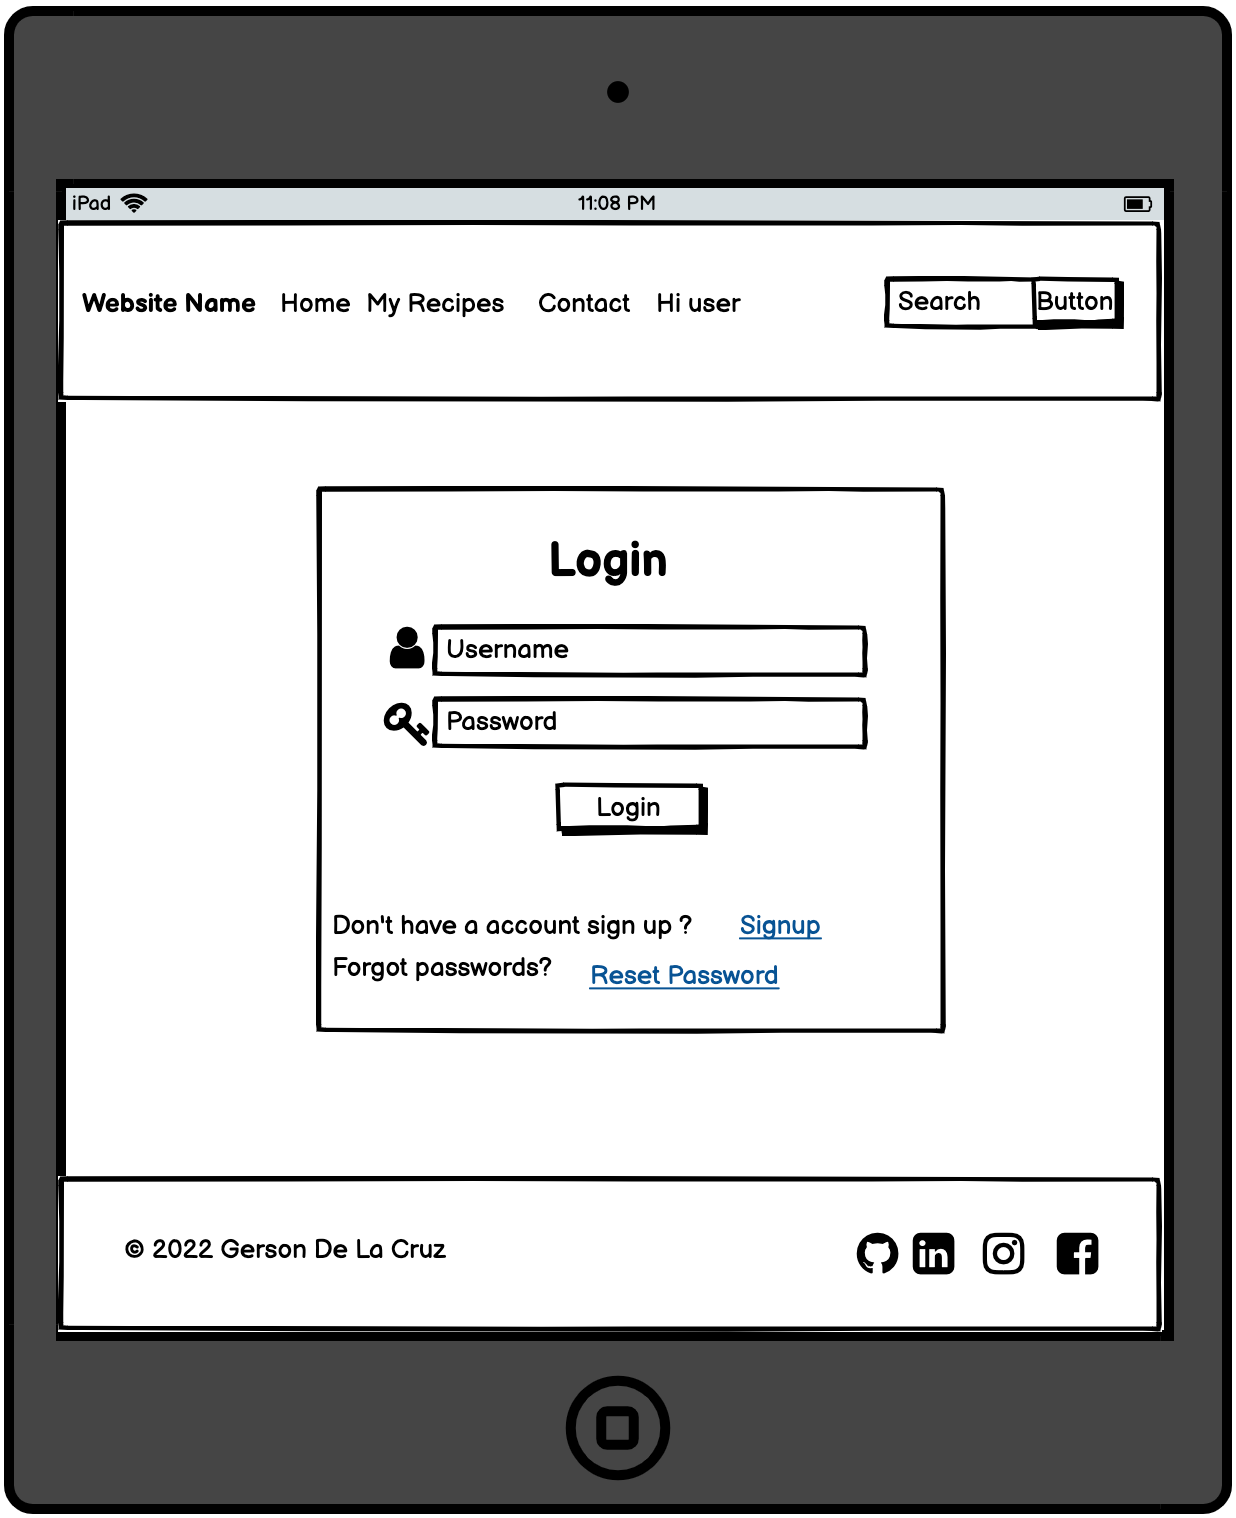 iPad 11:08 PM
Website Name Home My Recipes Contact Hi user Search Button
Login
Username
Password
Login
Don't have a account sign up ? Signup
Forgot passwords? Reset Password
© 2022 Gerson De La Cruz